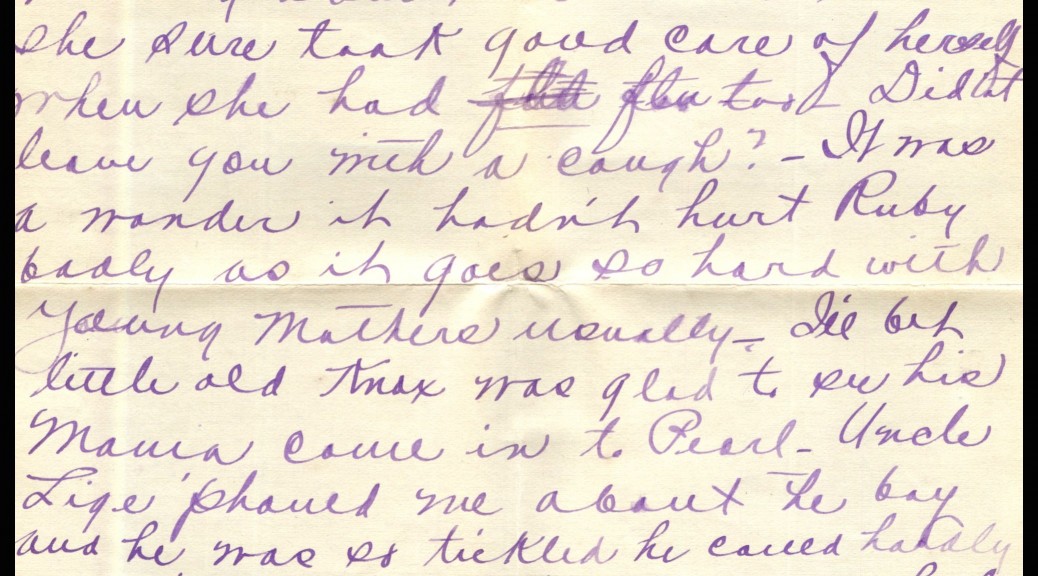 she sure took good care of herself
when she had flu too? Did it
leave you with a cough? - It was
a wonder it hadn't hurt Ruby
badly as it goes so hard with
young Mothers usually - I'll bet
little old Knox was glad to see his
Mama come in to Pearl - Uncle
Lige 'phoned me about the boy
and he was so tickled he could hardly